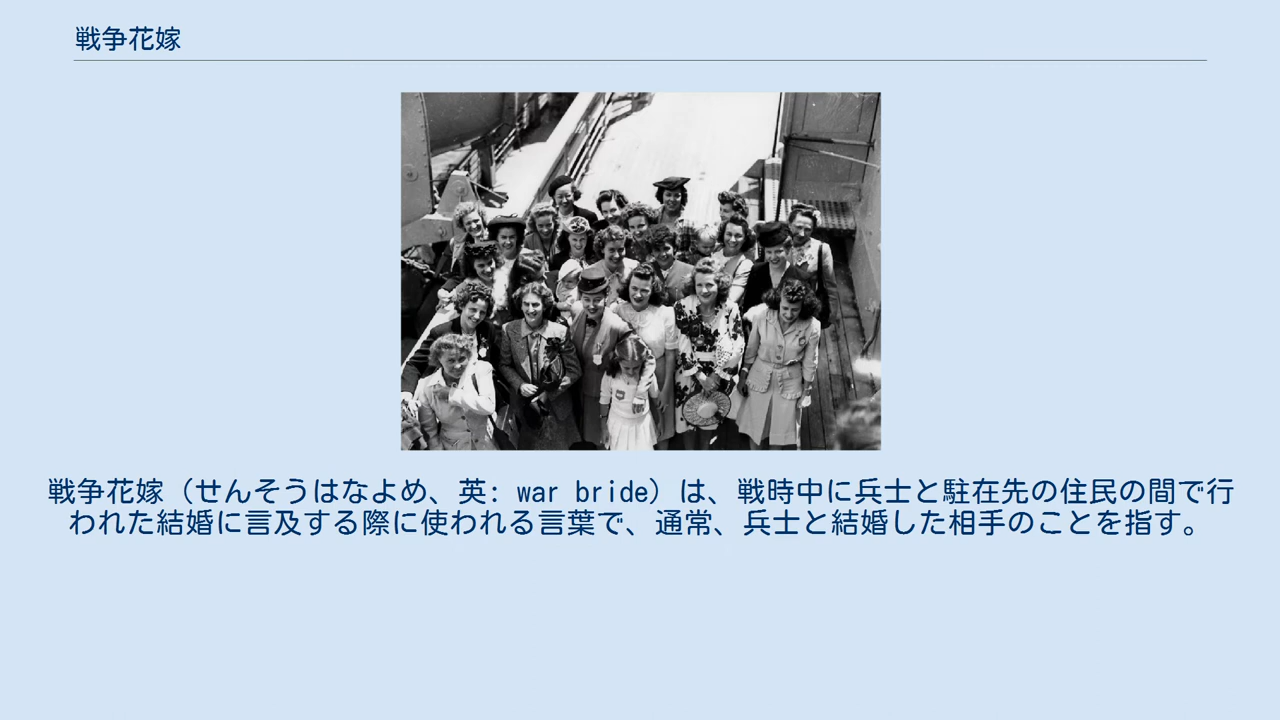 戦争花嫁
戦争花嫁（せんそうはなよめ、英: war bride）は、戦時中に兵士と駐在先の住民の間で行
われた結婚に言及する際に使われる言葉で、通常、兵士と結婚した相手のことを指す。